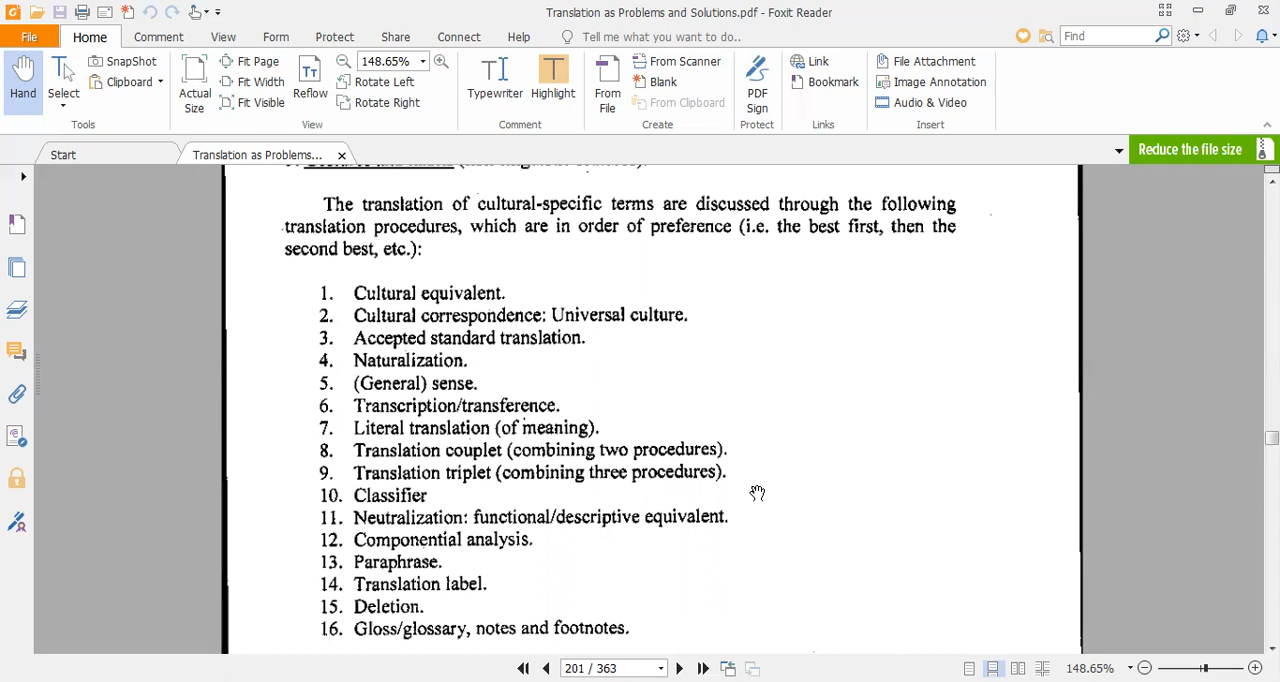 Translation as Problems and Solutions.pdf - Foxit Reader
File
Home
Comment
View
Form
Protect
Share
Connect
Help
Tell me what you want to do..
Find
Hand
Select
SnapShot
Clipboard
Tools
Actual
Size
Fit Page
Fit Width
Fit Visible
Reflow
148.65%
Rotate Left
Rotate Right
View
Typewriter
Highlight
Comment
From
File
From Scanner
Blank
From Clipboard
Create
PDF
Sign
Protect
Link
Bookmark
Links
File Attachment
Image Annotation
Audio & Video
Insert
Start
Translation as Problems...
Reduce the file size
The translation of cultural-specific terms are discussed through the following
translation procedures, which are in order of preference (i.e. the best first, then the
second best, etc.):
1. Cultural equivalent.
2. Cultural correspondence: Universal culture.
3. Accepted standard translation.
4. Naturalization.
5. (General) sense.
6. Transcription/transference.
7. Literal translation (of meaning).
8. Translation couplet (combining two procedures).
9. Translation triplet (combining three procedures).
10. Classifier
11. Neutralization: functional/descriptive equivalent.
12. Componential analysis.
13. Paraphrase.
14. Translation label.
15. Deletion.
16. Gloss/glossary, notes and footnotes.
201 / 363
148.65%